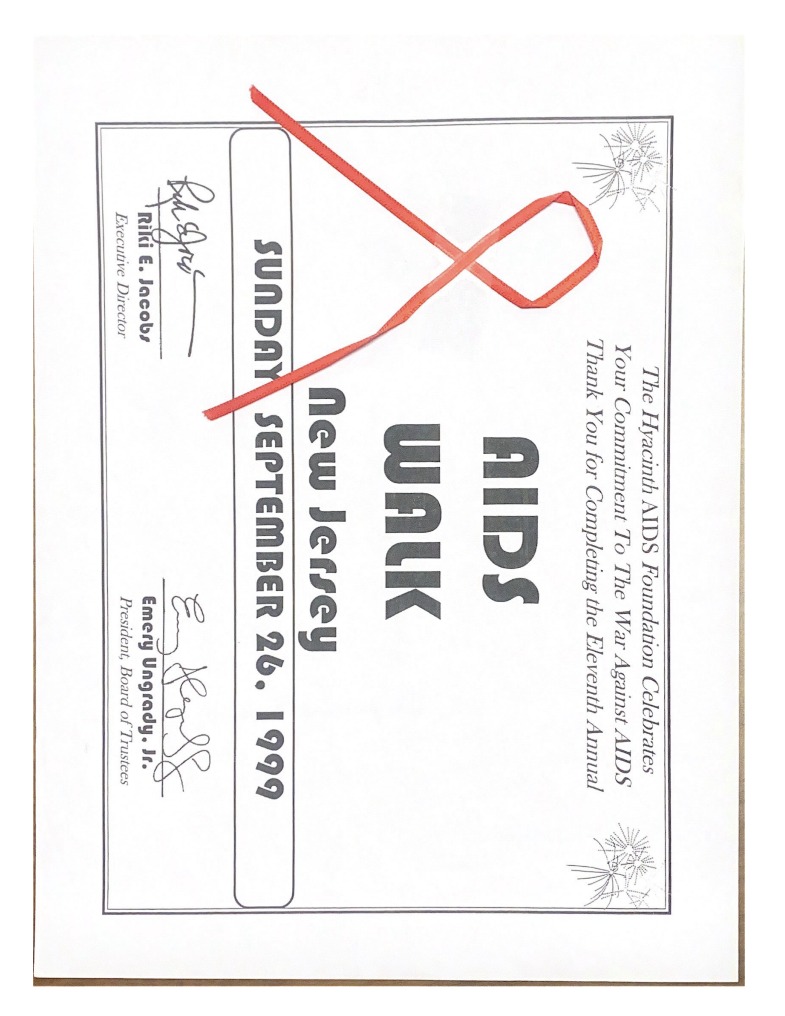 The Hyacinth AIDS Foundation Celebrates
Your Commitment To The War Against AIDS
Thank You for Completing the Eleventh Annual
AIDS
WALK
New Jersey
SUNDAY SEPTEMBER 26, 1999
Riki E. Jacobs
Executive Director
Emery Ungrady, Jr.
President, Board of Trustees